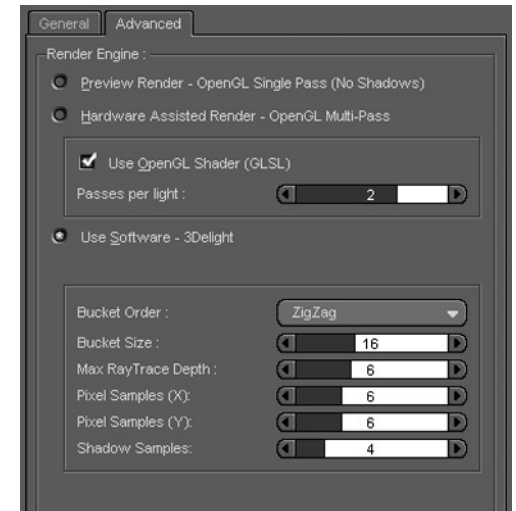 General Advanced
Render Engine :
Preview Render - OpenGL Single Pass (No Shadows)
Hardware Assisted Render - OpenGL Multi-Pass
Use OpenGL Shader (GLSL)
Passes per light : 2
Use Software - 3Delight
Bucket Order : ZigZag
Bucket Size : 16
Max RayTrace Depth : 6
Pixel Samples (X): 6
Pixel Samples (Y): 6
Shadow Samples: 4